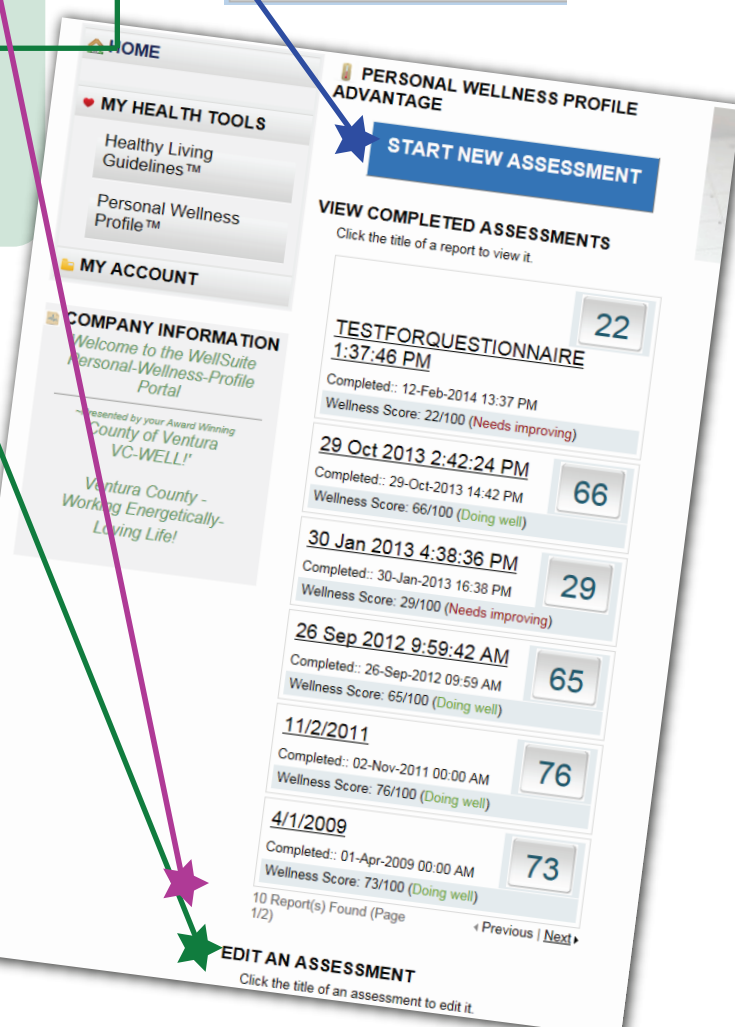 HOME
MY HEALTH TOOLS
Healthy Living
Guidelines™
Personal Wellness
Profile™
MY ACCOUNT
COMPANY INFORMATION
Welcome to the WellSuite
Personal-Wellness-Profile
Portal
Presented by your Award Winning
County of Ventura
VC-WELL!'
Ventura County -
Working Energetically-
Loving Life!
PERSONAL WELLNESS PROFILE
ADVANTAGE
START NEW ASSESSMENT
VIEW COMPLETED ASSESSMENTS
Click the title of a report to view it.
22
TESTFORQUESTIONNAIRE
1:37:46 PM
Completed:: 12-Feb-2014 13:37 PM
Wellness Score: 22/100 (Needs improving)
29 Oct 2013 2:42:24 PM
Completed:: 29-Oct-2013 14:42 PM
Wellness Score: 66/100 (Doing well)
66
30 Jan 2013 4:38:36 PM
Completed:: 30-Jan-2013 16:38 PM
Wellness Score: 29/100 (Needs improving)
29
26 Sep 2012 9:59:42 AM
Completed:: 26-Sep-2012 09:59 AM
Wellness Score: 65/100 (Doing well)
65
11/2/2011
Completed:: 02-Nov-2011 00:00 AM
Wellness Score: 76/100 (Doing well)
76
4/1/2009
Completed:: 01-Apr-2009 00:00 AM
Wellness Score: 73/100 (Doing well)
73
10 Report(s) Found (Page
1/2)
Previous | Next
EDIT AN ASSESSMENT
Click the title of an assessment to edit it.